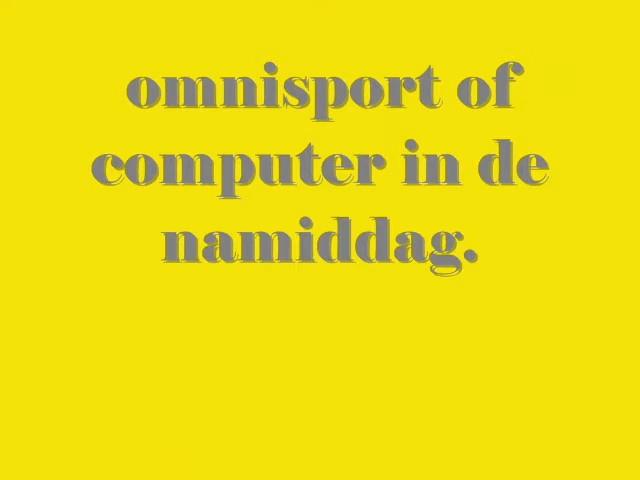 omnisport of
computer in de
namiddag.